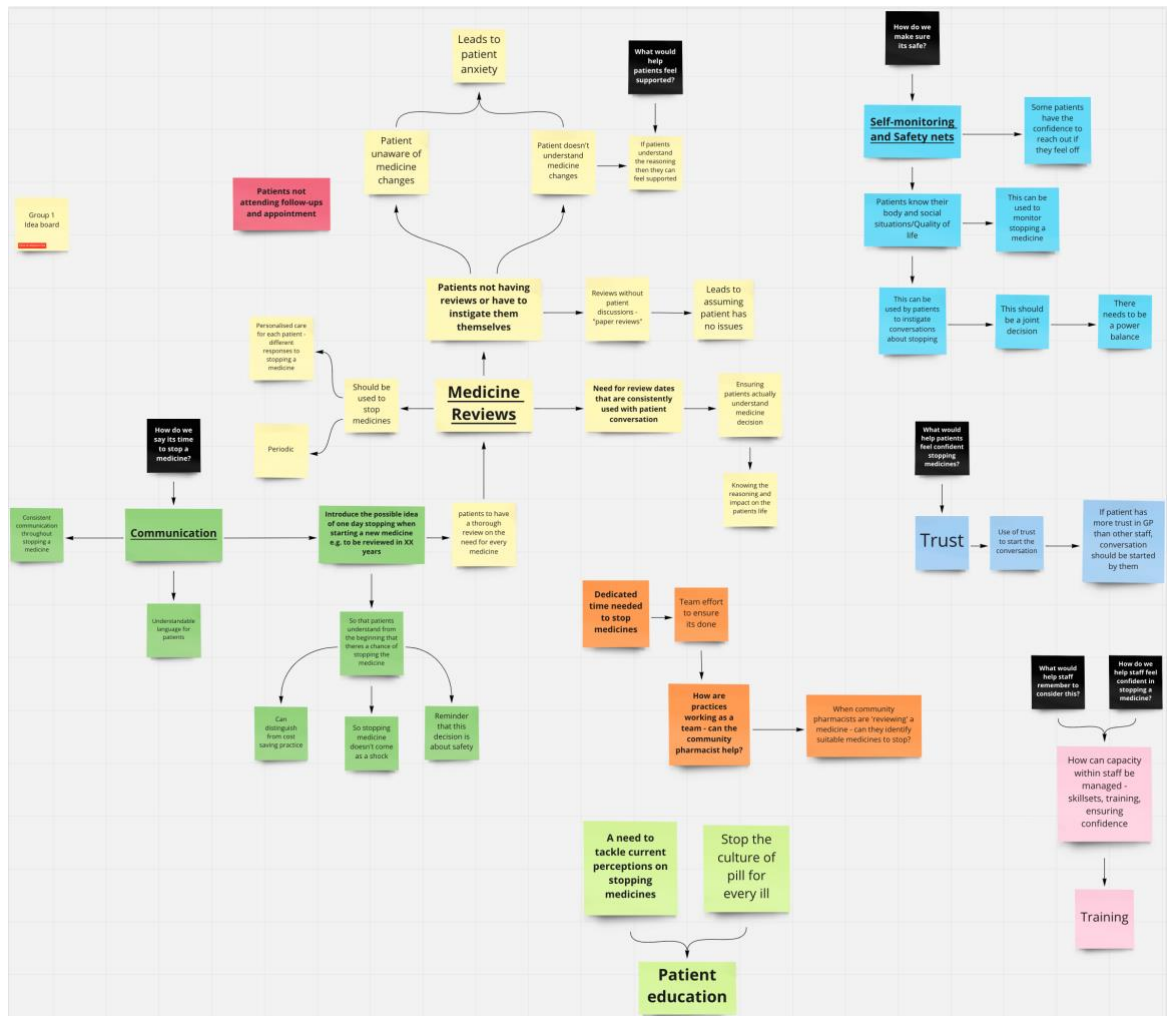 Leads to
patient
anxiety
What would
help
patients feel
supported?
Patient
unaware of
medicine
changes
Patient doesn't
understand
medicine
changes
If patients
understand
the reasoning
then they can
feel supported
Patients not
attending follow-ups
and appointment
Group 1
Idea board
Patients not having
reviews or have to
instigate them
themselves
Reviews without
patient
discussions -
"paper reviews"
Leads to
assuming
patient has
no issues
Personalised care
for each patient -
different
responses to
stopping a
medicine
Should be
used to
stop
medicines
Periodic
Medicine
Reviews
Need for review dates
that are consistently
used with patient
conversation
Ensuring
patients actually
understand
medicine
decision
Knowing the
reasoning and
impact on the
patients life
patients to have
a thorough
review on the
need for every
medicine
How do we
say its time
to stop a
medicine?
Consistent
communication
throughout
stopping a
medicine
Communication
Understandable
language for
patients
Introduce the possible idea
of one day stopping when
starting a new medicine
e.g. to be reviewed in XX
years
So that patients
understand from
the beginning that
theres a chance of
stopping the
medicine
Can
distinguish
from cost
saving practice
So stopping
medicine
doesn't come
as a shock
Reminder
that this
decision is
about safety
How do we
make sure
its safe?
Self-monitoring
and Safety nets
Some patients
have the
confidence to
reach out if
they feel off
Patients know their
body and social
situations/Quality of
life
This can be
used to
monitor
stopping a
medicine
This can be
used by patients
to instigate
conversations
about stopping
This should
be a joint
decision
There
needs to be
a power
balance
What would
help patients
feel confident
stopping
medicines?
Trust
Use of trust
to start the
conversation
If patient has
more trust in GP
than other staff,
conversation
should be started
by them
Dedicated
time needed
to stop
medicines
Team effort
to ensure
its done
How are
practices
working as a
team - can the
community
pharmacist help?
When community
pharmacists are 'reviewing' a
medicine - can they identify
suitable medicines to stop?
What would
help staff
remember to
consider this?
How do we
help staff feel
confident in
stopping a
medicine?
How can capacity
within staff be
managed -
skillsets, training,
ensuring
confidence
Training
A need to
tackle current
perceptions on
stopping
medicines
Stop the
culture of
pill for
every ill
Patient
education